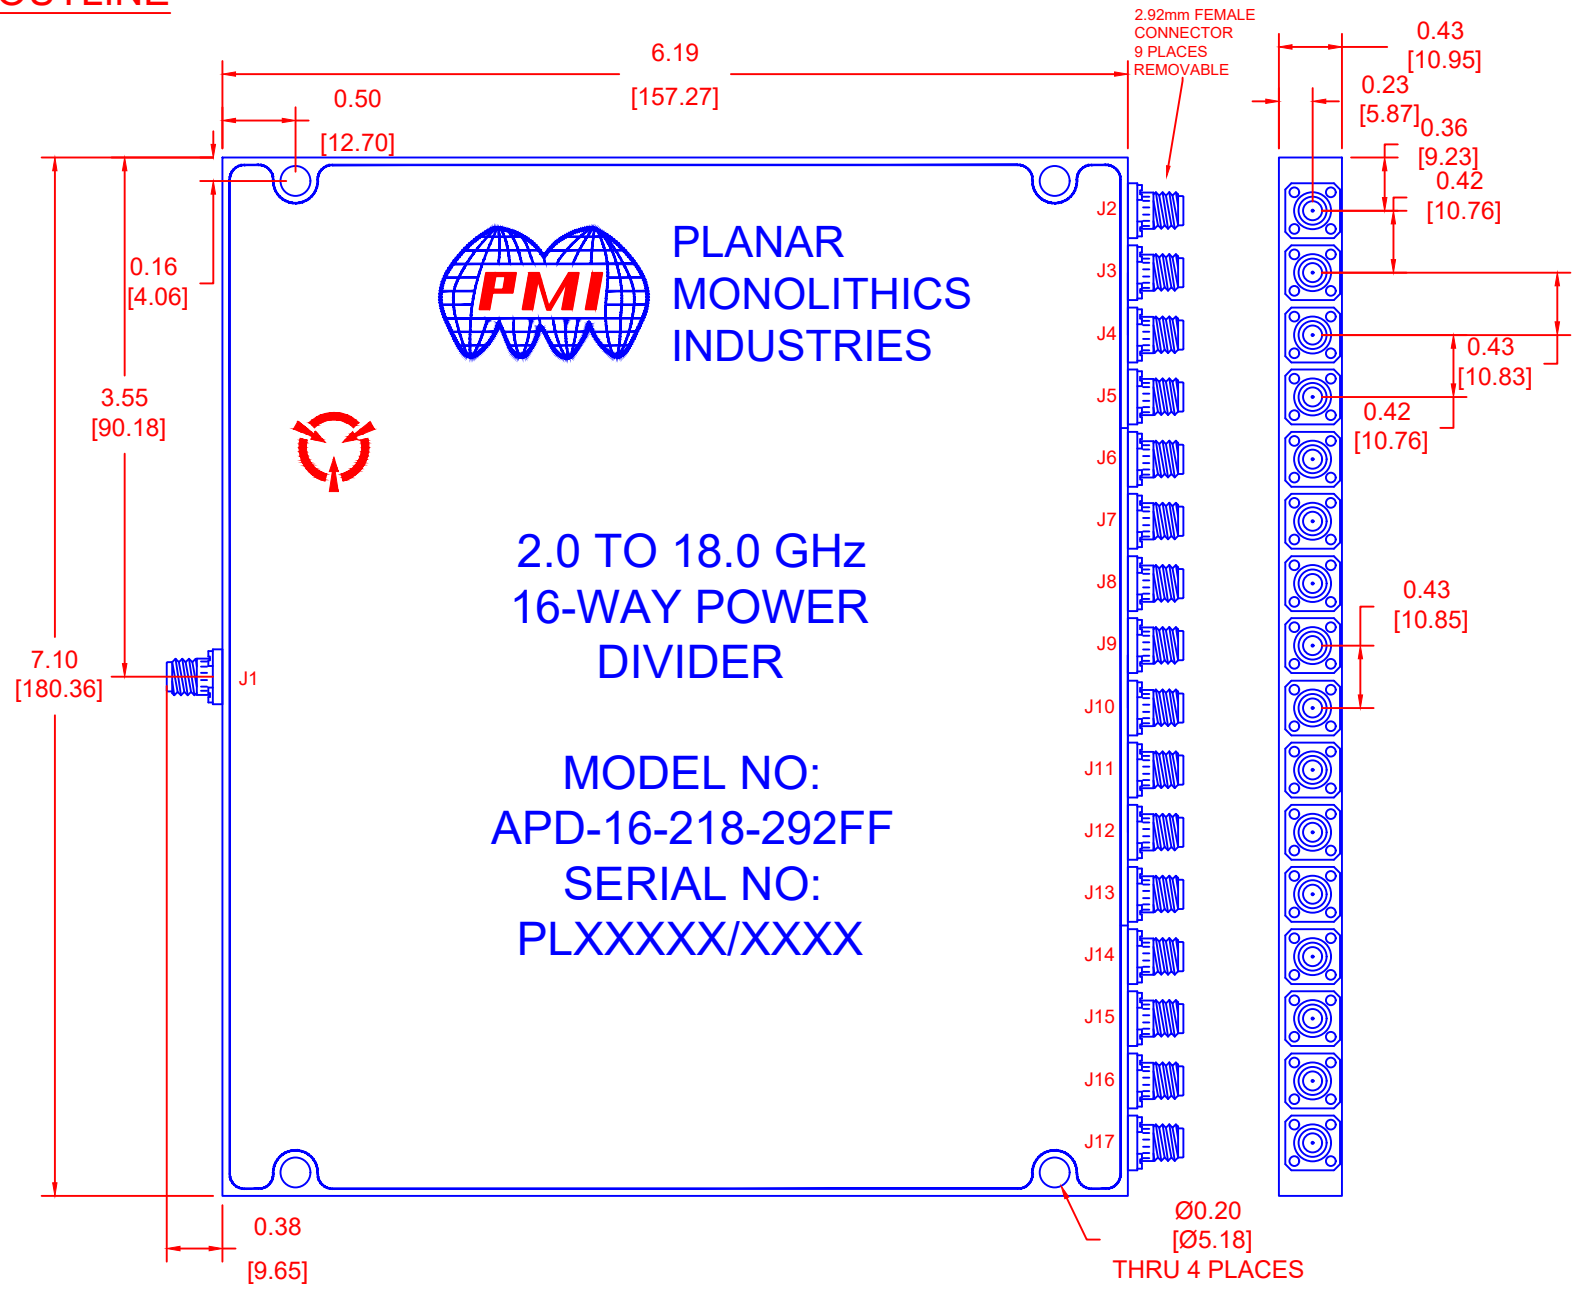 OUTLINE
2.92mm FEMALE
CONNECTOR
9 PLACES
REMOVABLE
6.19
[157.27]
0.50
[12.70]
0.43
[10.95]
0.23
[5.87]
0.36
[9.23]
0.42
[10.76]
0.43
[10.83]
0.42
[10.76]
0.43
[10.85]
0.16
[4.06]
3.55
[90.18]
7.10
[180.36]
J1
PMI
PLANAR
MONOLITHICS
INDUSTRIES
2.0 TO 18.0 GHz
16-WAY POWER
DIVIDER
MODEL NO:
APD-16-218-292FF
SERIAL NO:
PLXXXXX/XXXX
J2
J3
J4
J5
J6
J7
J8
J9
J10
J11
J12
J13
J14
J15
J16
J17
0.38
[9.65]
Ø0.20
[Ø5.18]
THRU 4 PLACES